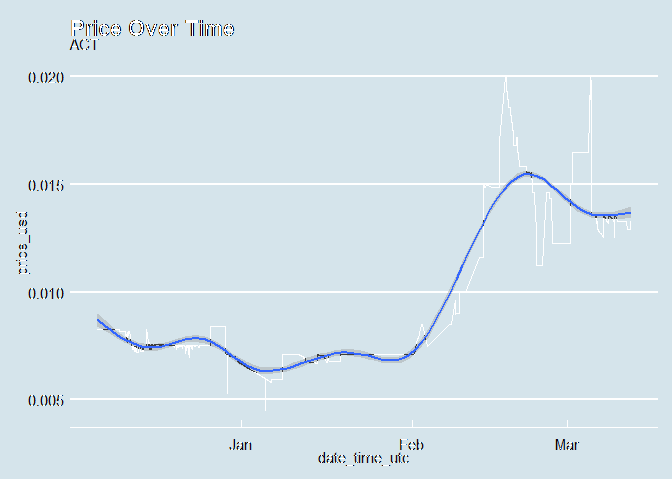 Price Over Time
ACT
0.020
0.015
0.010
0.005
price_usd
Jan
Feb
Mar
date_time_utc